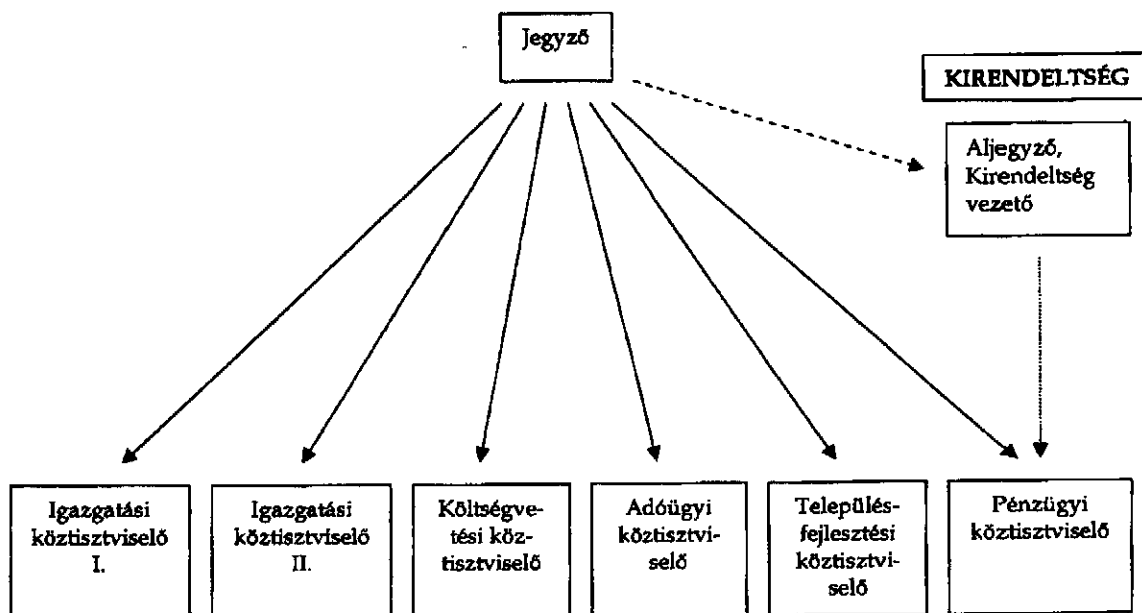 Jegyző
KIRENDELTSÉG
Aljegyző,
Kirendeltség
vezető
Igazgatási
köztisztviselő
I.
Igazgatási
köztisztviselő
II.
Költségve-
tési köz-
tisztviselő
Adóügyi
köztisztvi-
selő
Település-
fejlesztési
köztisztvi-
selő
Pénzügyi
köztisztviselő